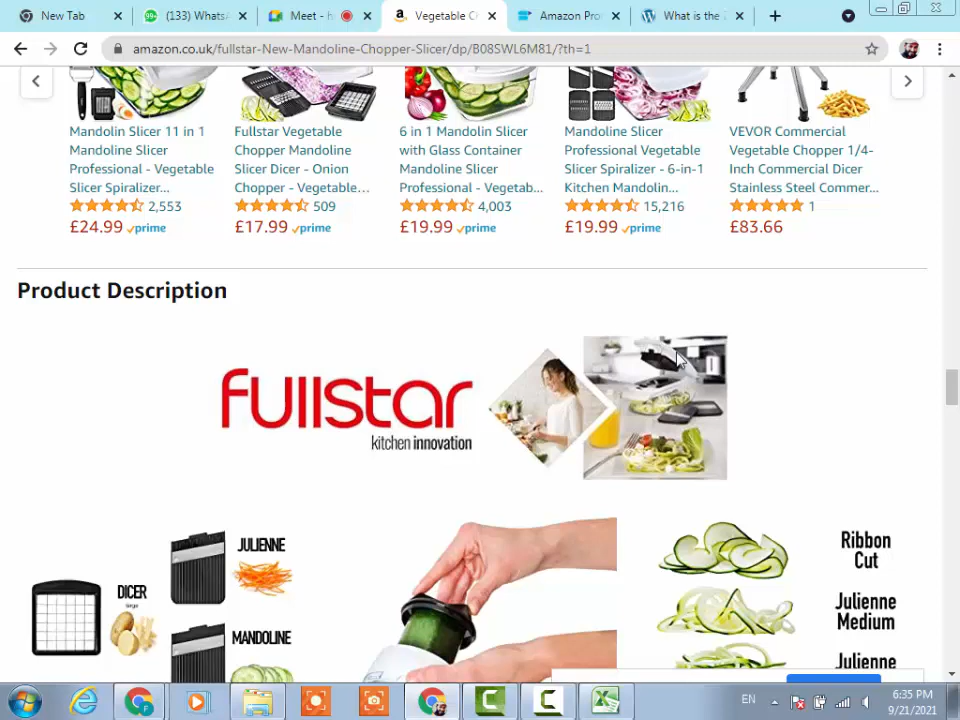 New Tab
(133) Whats
Meet - h
Vegetable C
Amazon Pro
What is the
amazon.co.uk/fullstar-New-Mandoline-Chopper-Slicer/dp/B08SWL6M81/?th=1
Mandolin Slicer 11 in 1
Mandoline Slicer
Professional - Vegetable
Slicer Spiralizer...
2,553
£24.99 prime
Fullstar Vegetable
Chopper Mandoline
Slicer Dicer - Onion
Chopper - Vegetable...
509
£17.99 prime
6 in 1 Mandolin Slicer
with Glass Container
Mandoline Slicer
Professional - Vegetab...
4,003
£19.99 prime
Mandoline Slicer
Professional Vegetable
Slicer Spiralizer - 6-in-1
Kitchen Mandolin...
15,216
£19.99 prime
VEVOR Commercial
Vegetable Chopper 1/4-
Inch Commercial Dicer
Stainless Steel Commer...
1
£83.66
Product Description
fullstar
kitchen innovation
JULIENNE
DICER
large
MANDOLINE
Ribbon
Cut
Julienne
Medium
Julienne
EN
6:35 PM
9/21/2021